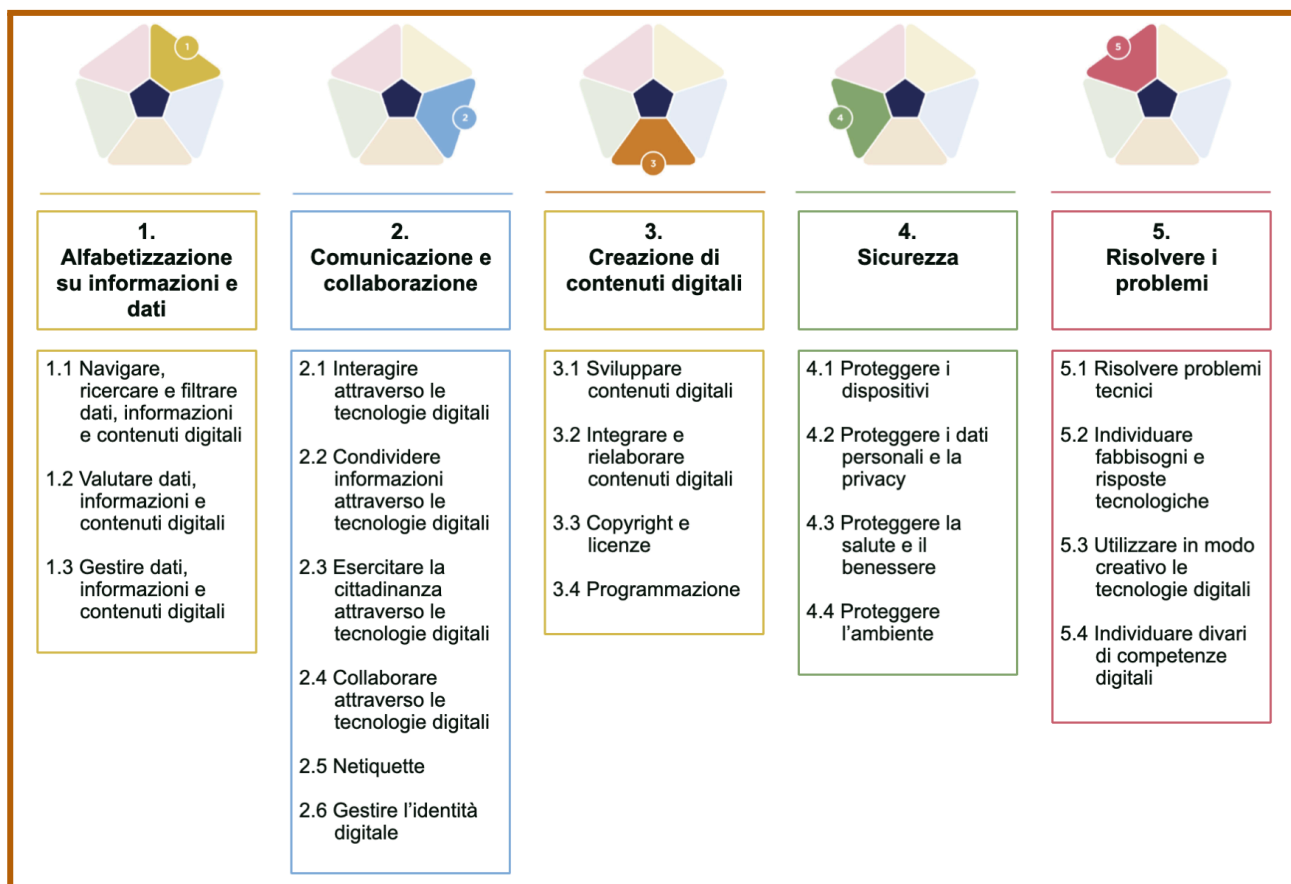 1
2
3
4
5
1.
Alfabetizzazione
su informazioni e
dati
2.
Comunicazione e
collaborazione
3.
Creazione di
contenuti digitali
4.
Sicurezza
5.
Risolvere i
problemi
1.1 Navigare,
ricercare e filtrare
dati, informazioni
e contenuti digitali
1.2 Valutare dati,
informazioni e
contenuti digitali
1.3 Gestire dati,
informazioni e
contenuti digitali
2.1 Interagire
attraverso le
tecnologie digitali
2.2 Condividere
informazioni
attraverso le
tecnologie digitali
2.3 Esercitare la
cittadinanza
attraverso le
tecnologie digitali
2.4 Collaborare
attraverso le
tecnologie digitali
2.5 Netiquette
2.6 Gestire l’identità
digitale
3.1 Sviluppare
contenuti digitali
3.2 Integrare e
rielaborare
contenuti digitali
3.3 Copyright e
licenze
3.4 Programmazione
4.1 Proteggere i
dispositivi
4.2 Proteggere i dati
personali e la
privacy
4.3 Proteggere la
salute e il
benessere
4.4 Proteggere
l’ambiente
5.1 Risolvere problemi
tecnici
5.2 Individuare
fabbisogni e
risposte
tecnologiche
5.3 Utilizzare in modo
creativo le
tecnologie digitali
5.4 Individuare divari
di competenze
digitali